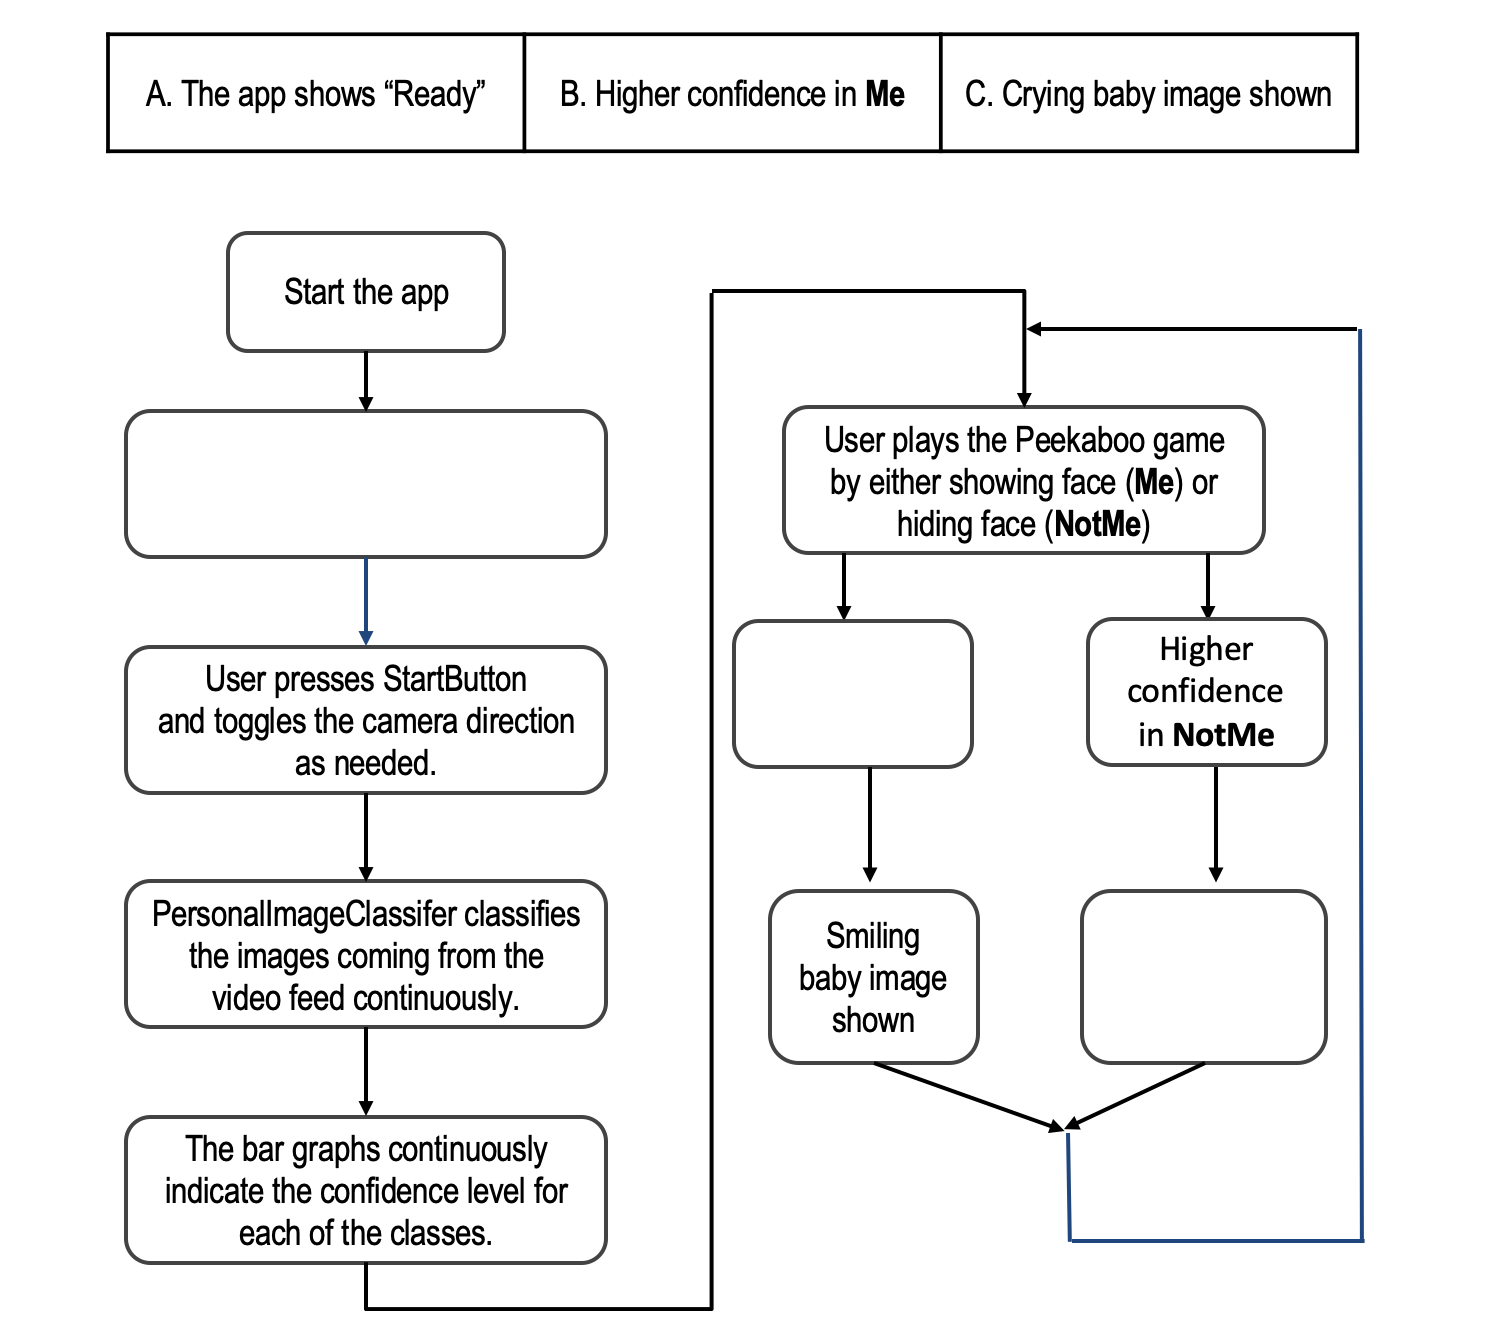 A. The app shows “Ready”
B. Higher confidence in Me
C. Crying baby image shown
Start the app
User presses StartButton
and toggles the camera direction
as needed.
PersonalImageClassifer classifies
the images coming from the
video feed continuously.
The bar graphs continuously
indicate the confidence level for
each of the classes.
User plays the Peekaboo game
by either showing face (Me) or
hiding face (NotMe)
Higher
confidence
in NotMe
Smiling
baby image
shown